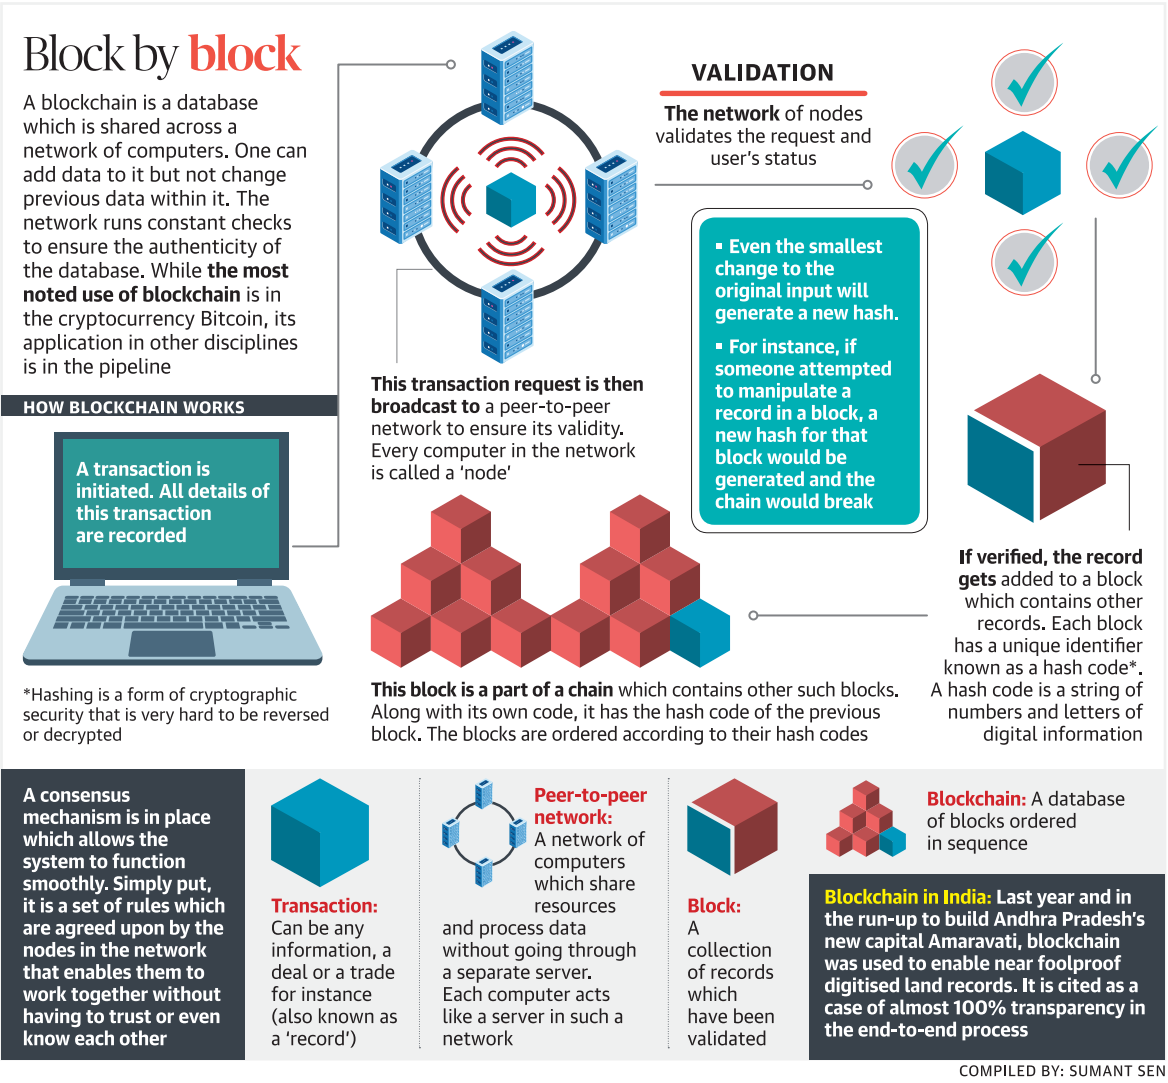 Block by block
A blockchain is a database
which is shared across a
network of computers. One can
add data to it but not change
previous data within it. The
network runs constant checks
to ensure the authenticity of
the database. While the most
noted use of blockchain is in
the cryptocurrency Bitcoin, its
application in other disciplines
is in the pipeline
HOW BLOCKCHAIN WORKS
A transaction is
initiated. All details of
this transaction
are recorded
*Hashing is a form of cryptographic
security that is very hard to be reversed
or decrypted
This transaction request is then
broadcast to a peer-to-peer
network to ensure its validity.
Every computer in the network
is called a ‘node’
VALIDATION
The network of nodes
validates the request and
user's status
▪ Even the smallest
change to the
original input will
generate a new hash.
▪ For instance, if
someone attempted
to manipulate a
record in a block, a
new hash for that
block would be
generated and the
chain would break
If verified, the record
gets added to a block
which contains other
records. Each block
has a unique identifier
known as a hash code*.
A hash code is a string of
numbers and letters of
digital information
This block is a part of a chain which contains other such blocks.
Along with its own code, it has the hash code of the previous
block. The blocks are ordered according to their hash codes
A consensus
mechanism is in place
which allows the
system to function
smoothly. Simply put,
it is a set of rules which
are agreed upon by the
nodes in the network
that enables them to
work together without
having to trust or even
know each other
Transaction:
Can be any
information, a
deal or a trade
for instance
(also known as
a ‘record’)
Peer-to-peer
network:
A network of
computers
which share
resources
and process data
without going through
a separate server.
Each computer acts
like a server in such a
network
Block:
A
collection
of records
which
have been
validated
Blockchain: A database
of blocks ordered
in sequence
Blockchain in India: Last year and in
the run-up to build Andhra Pradesh's
new capital Amaravati, blockchain
was used to enable near foolproof
digitised land records. It is cited as a
case of almost 100% transparency in
the end-to-end process
COMPILED BY: SUMANT SEN